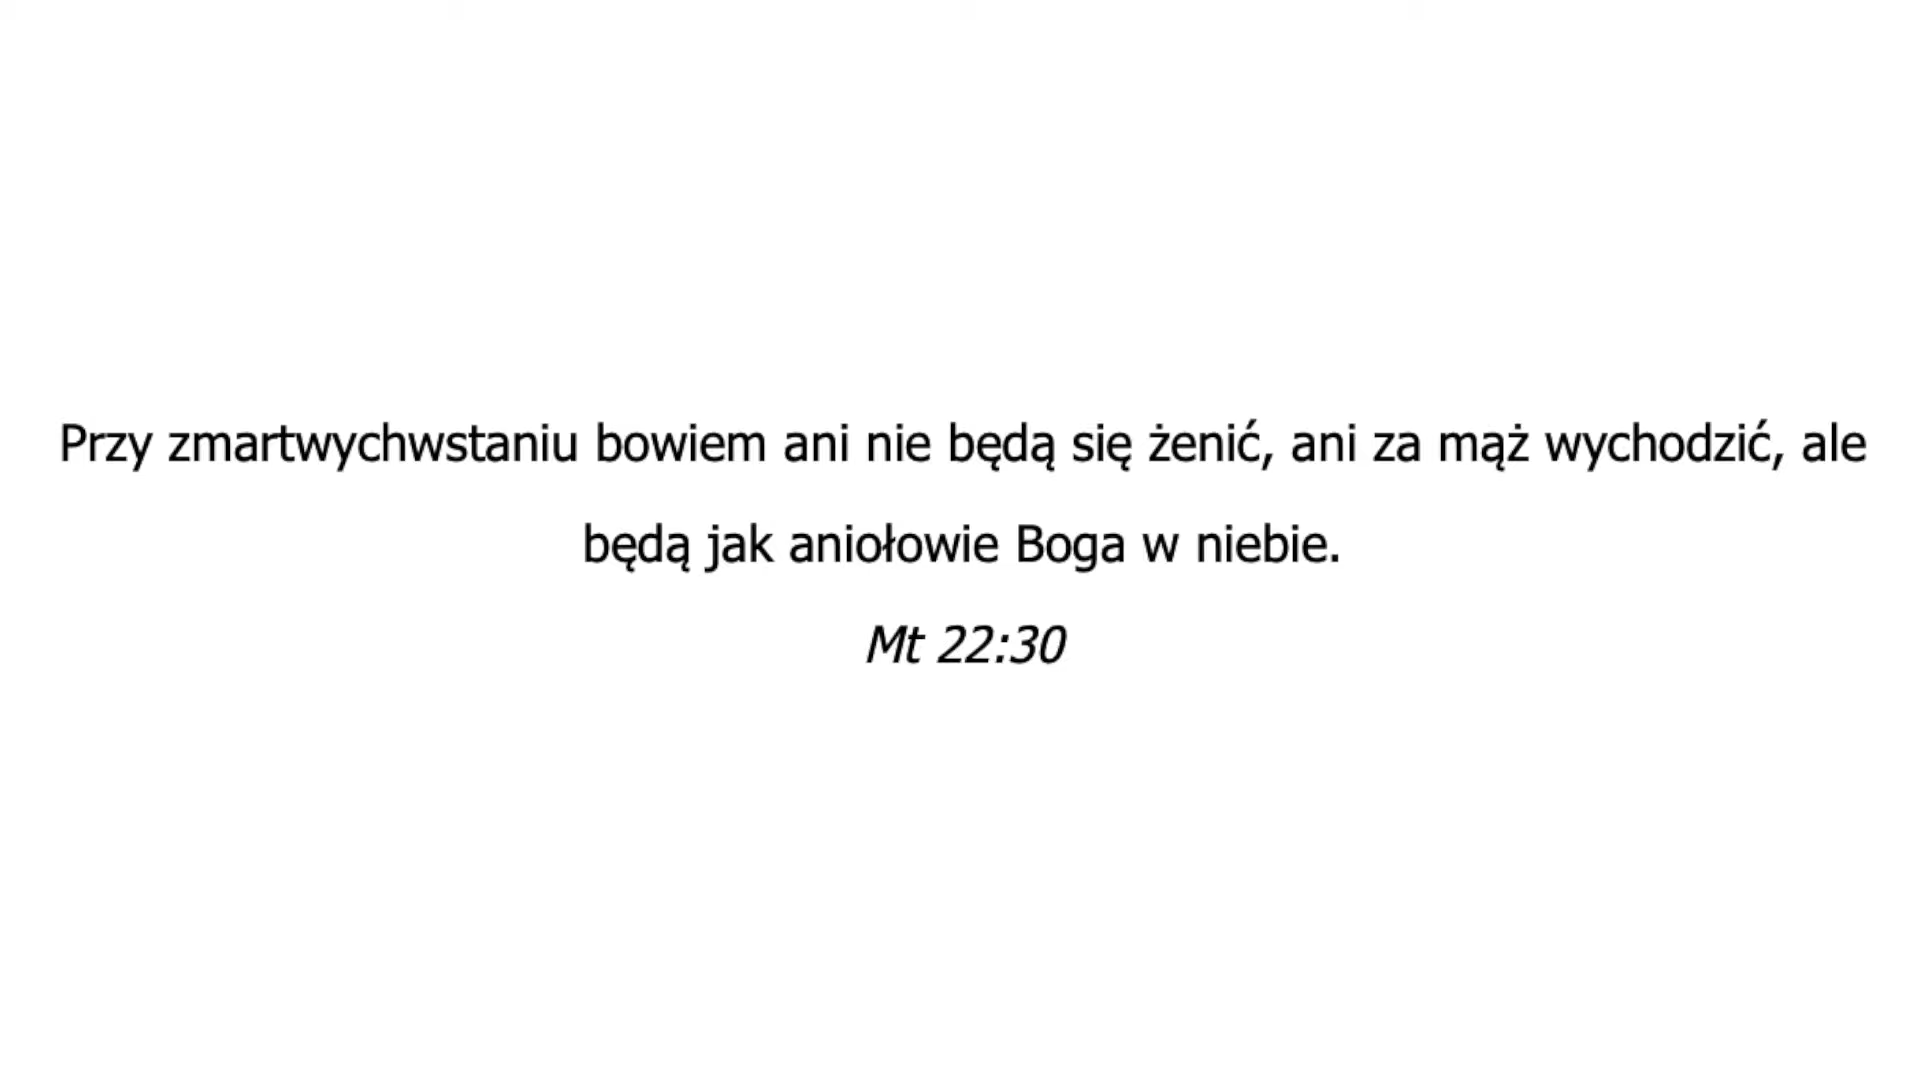 Przy zmartwychwstaniu bowiem ani nie będą się żenić, ani za mąż wychodzić, ale
będą jak aniołowie Boga w niebie.
Mt 22:30